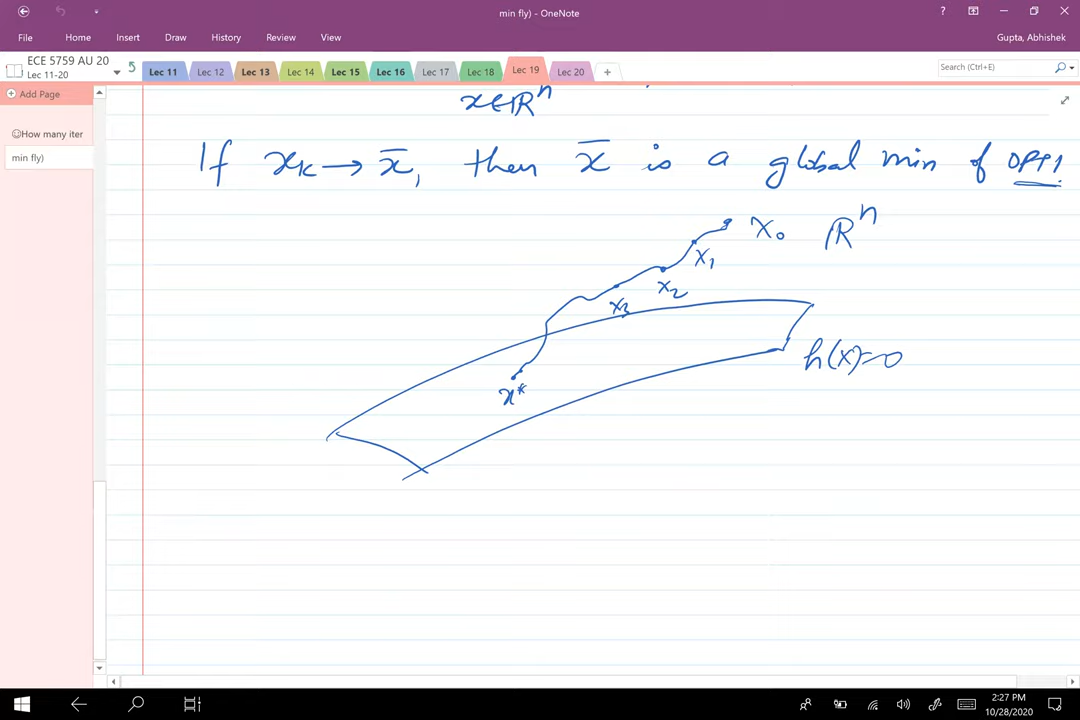 min fly) - OneNote
Gupta, Abhishek
File Home Insert Draw History Review View
ECE 5759 AU 20
Lec 11-20
Lec 11 Lec 12 Lec 13 Lec 14 Lec 15 Lec 16 Lec 17 Lec 18 Lec 19 Lec 20 +
Search (Ctrl+E)
Add Page
How many iter
min fly)
x∈ℝⁿ
If xₖ → x̄, then x̄ is a global min of OPT1.
x₀ ℝⁿ
x₁
x₂
x₃
h(x)=0
x*
2:27 PM
10/28/2020